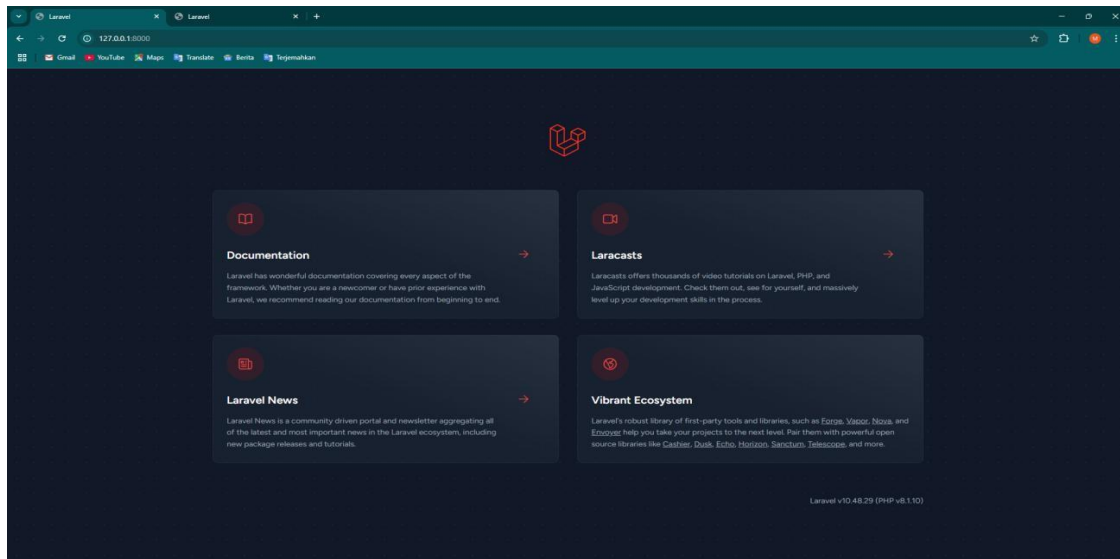 Laravel
Laravel
127.0.0.1:8000
Gmail
YouTube
Maps
Translate
Berita
Terjemahkan
Documentation
Laravel has wonderful documentation covering every aspect of the
framework. Whether you are a newcomer or have prior experience with
Laravel, we recommend reading our documentation from beginning to end.
Laracasts
Laracasts offers thousands of video tutorials on Laravel, PHP, and
JavaScript development. Check them out, see for yourself, and massively
level up your development skills in the process.
Laravel News
Laravel News is a community driven portal and newsletter aggregating all
of the latest and most important news in the Laravel ecosystem, including
new package releases and tutorials.
Vibrant Ecosystem
Laravel's robust library of first-party tools and libraries, such as Forge, Vapor, Nova, and
Envoyer help you take your projects to the next level. Pair them with powerful open
source libraries like Cashier, Dusk, Echo, Horizon, Sanctum, Telescope, and more.
Laravel v10.48.29 (PHP v8.1.10)